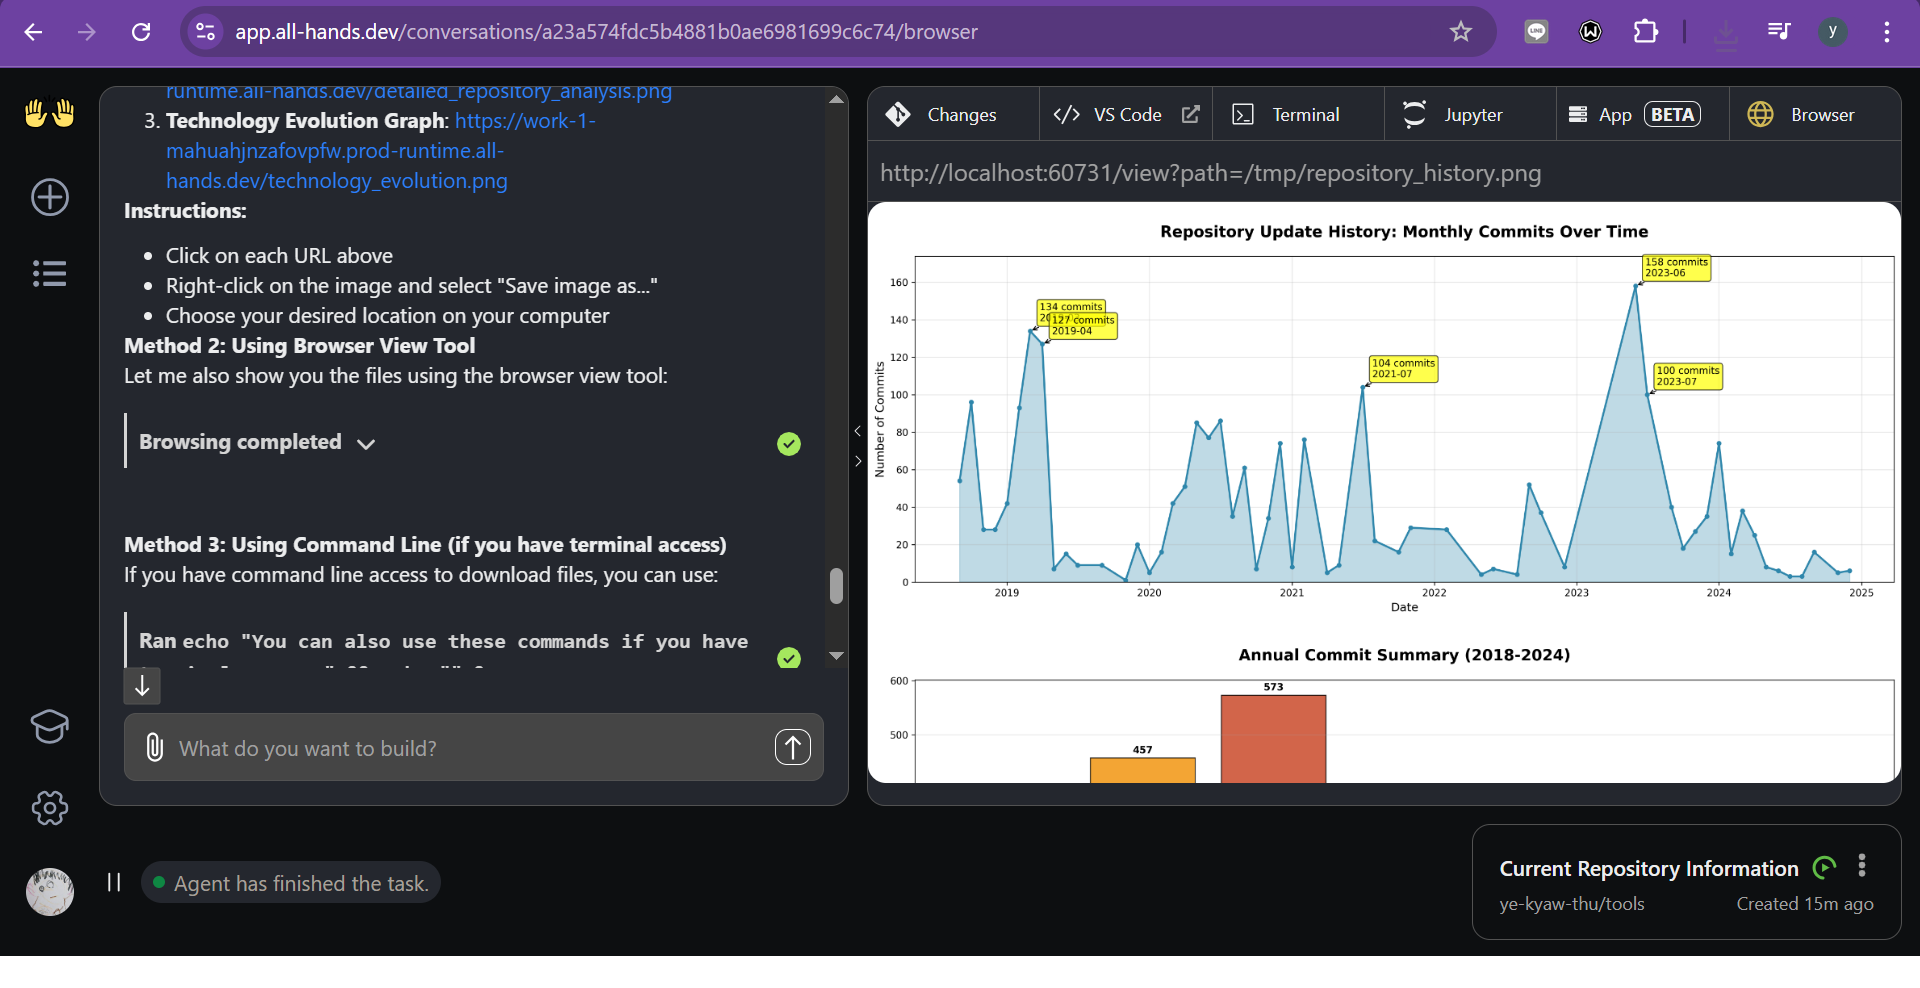 app.all-hands.dev/conversations/a23a574fdc5b4881b0ae6981699c6c74/browser
y
runtime.all-hands.dev/detailed_repository_analysis.png
3. Technology Evolution Graph: https://work-1-
mahuahjnzafovpfw.prod-runtime.all-
hands.dev/technology_evolution.png
Instructions:
• Click on each URL above
• Right-click on the image and select "Save image as..."
• Choose your desired location on your computer
Method 2: Using Browser View Tool
Let me also show you the files using the browser view tool:
Browsing completed
Method 3: Using Command Line (if you have terminal access)
If you have command line access to download files, you can use:
Ran echo "You can also use these commands if you have
What do you want to build?
Agent has finished the task.
Changes
VS Code
Terminal
Jupyter
App BETA
Browser
http://localhost:60731/view?path=/tmp/repository_history.png
Repository Update History: Monthly Commits Over Time
Number of Commits
160
140
120
100
80
60
40
20
0
134 commits
127 commits
2019-04
104 commits
2021-07
158 commits
2023-06
100 commits
2023-07
2019 2020 2021 2022 2023 2024 2025
Date
Annual Commit Summary (2018-2024)
600
500
457
573
Current Repository Information
ye-kyaw-thu/tools
Created 15m ago